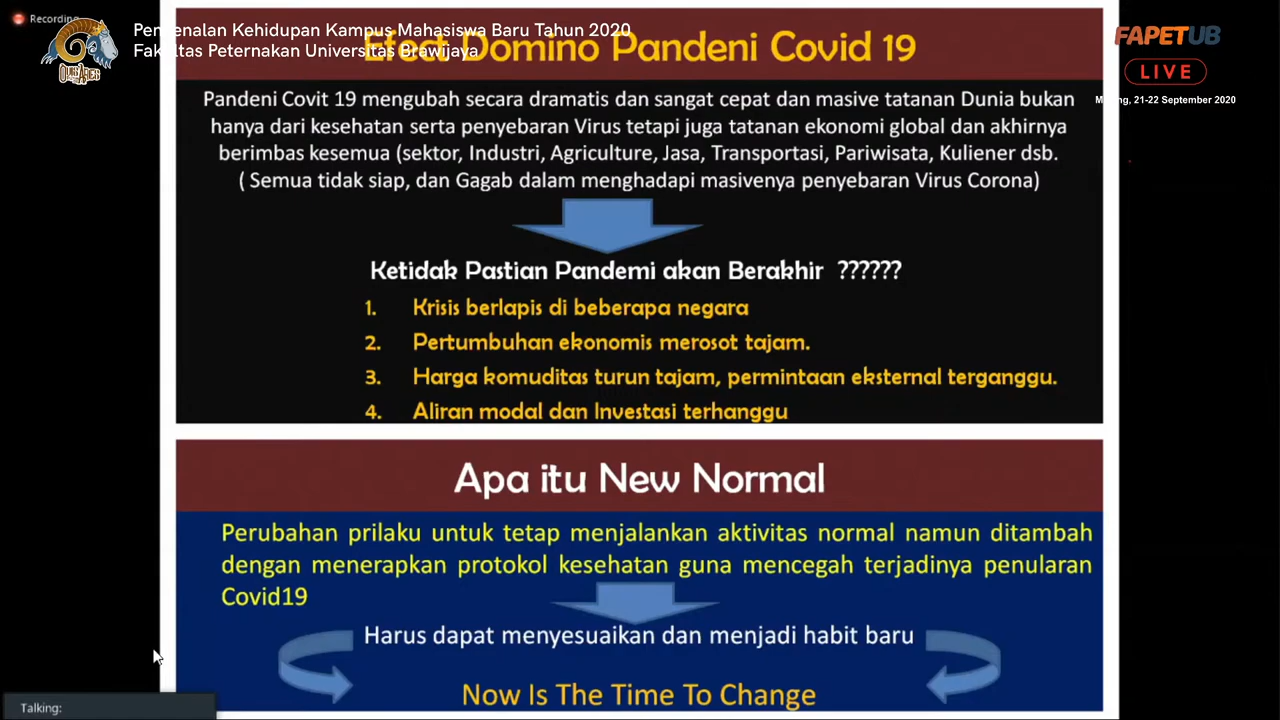 Recording
Pengenalan Kehidupan Kampus Mahasiswa Baru Tahun 2020
Fakultas Peternakan Universitas Brawijaya
FAPETUB
LIVE
Malang, 21-22 September 2020
Efect Domino Pandeni Covid 19
Pandeni Covit 19 mengubah secara dramatis dan sangat cepat dan masive tatanan Dunia bukan
hanya dari kesehatan serta penyebaran Virus tetapi juga tatanan ekonomi global dan akhirnya
berimbas kesemua (sektor, Industri, Agriculture, Jasa, Transportasi, Pariwisata, Kuliener dsb.
( Semua tidak siap, dan Gagab dalam menghadapi masivenya penyebaran Virus Corona)
Ketidak Pastian Pandemi akan Berakhir ??????
1. Krisis berlapis di beberapa negara
2. Pertumbuhan ekonomis merosot tajam.
3. Harga komuditas turun tajam, permintaan eksternal terganggu.
4. Aliran modal dan Investasi terhanggu
Apa itu New Normal
Perubahan prilaku untuk tetap menjalankan aktivitas normal namun ditambah
dengan menerapkan protokol kesehatan guna mencegah terjadinya penularan
Covid19
Harus dapat menyesuaikan dan menjadi habit baru
Now Is The Time To Change
Talking: